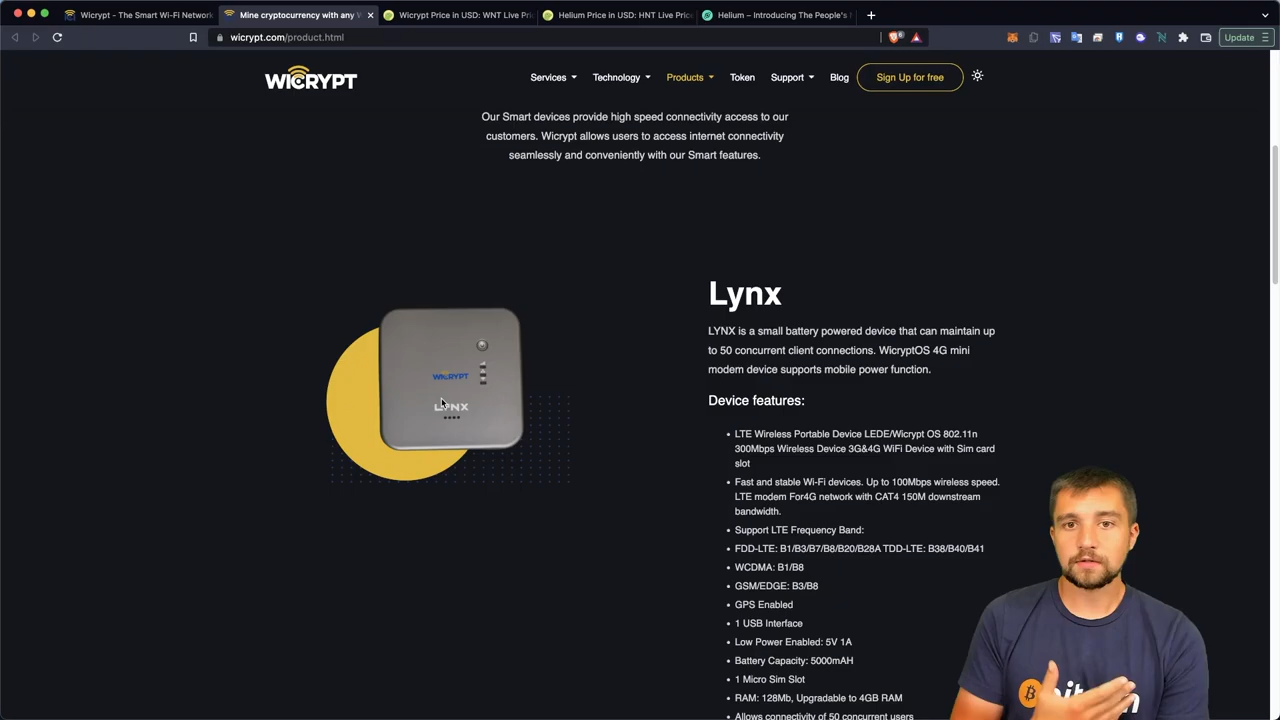 Wicrypt - The Smart Wi-Fi Network
Mine cryptocurrency with any W
Wicrypt Price in USD: WNT Live Pri
Helium Price in USD: HNT Live Price
Helium – Introducing The People's
wicrypt.com/product.html
Update
WICRYPT
Services
Technology
Products
Token
Support
Blog
Sign Up for free
Our Smart devices provide high speed connectivity access to our
customers. Wicrypt allows users to access internet connectivity
seamlessly and conveniently with our Smart features.
WICRYPT
LYNX
Lynx
LYNX is a small battery powered device that can maintain up
to 50 concurrent client connections. WicryptOS 4G mini
modem device supports mobile power function.
Device features:
• LTE Wireless Portable Device LEDE/Wicrypt OS 802.11n
300Mbps Wireless Device 3G&4G WiFi Device with Sim card
slot
• Fast and stable Wi-Fi devices. Up to 100Mbps wireless speed.
LTE modem For4G network with CAT4 150M downstream
bandwidth.
• Support LTE Frequency Band:
• FDD-LTE: B1/B3/B7/B8/B20/B28A TDD-LTE: B38/B40/B41
• WCDMA: B1/B8
• GSM/EDGE: B3/B8
• GPS Enabled
• 1 USB Interface
• Low Power Enabled: 5V 1A
• Battery Capacity: 5000mAH
• 1 Micro Sim Slot
• RAM: 128Mb, Upgradable to 4GB RAM
• Allows connectivity of 50 concurrent users